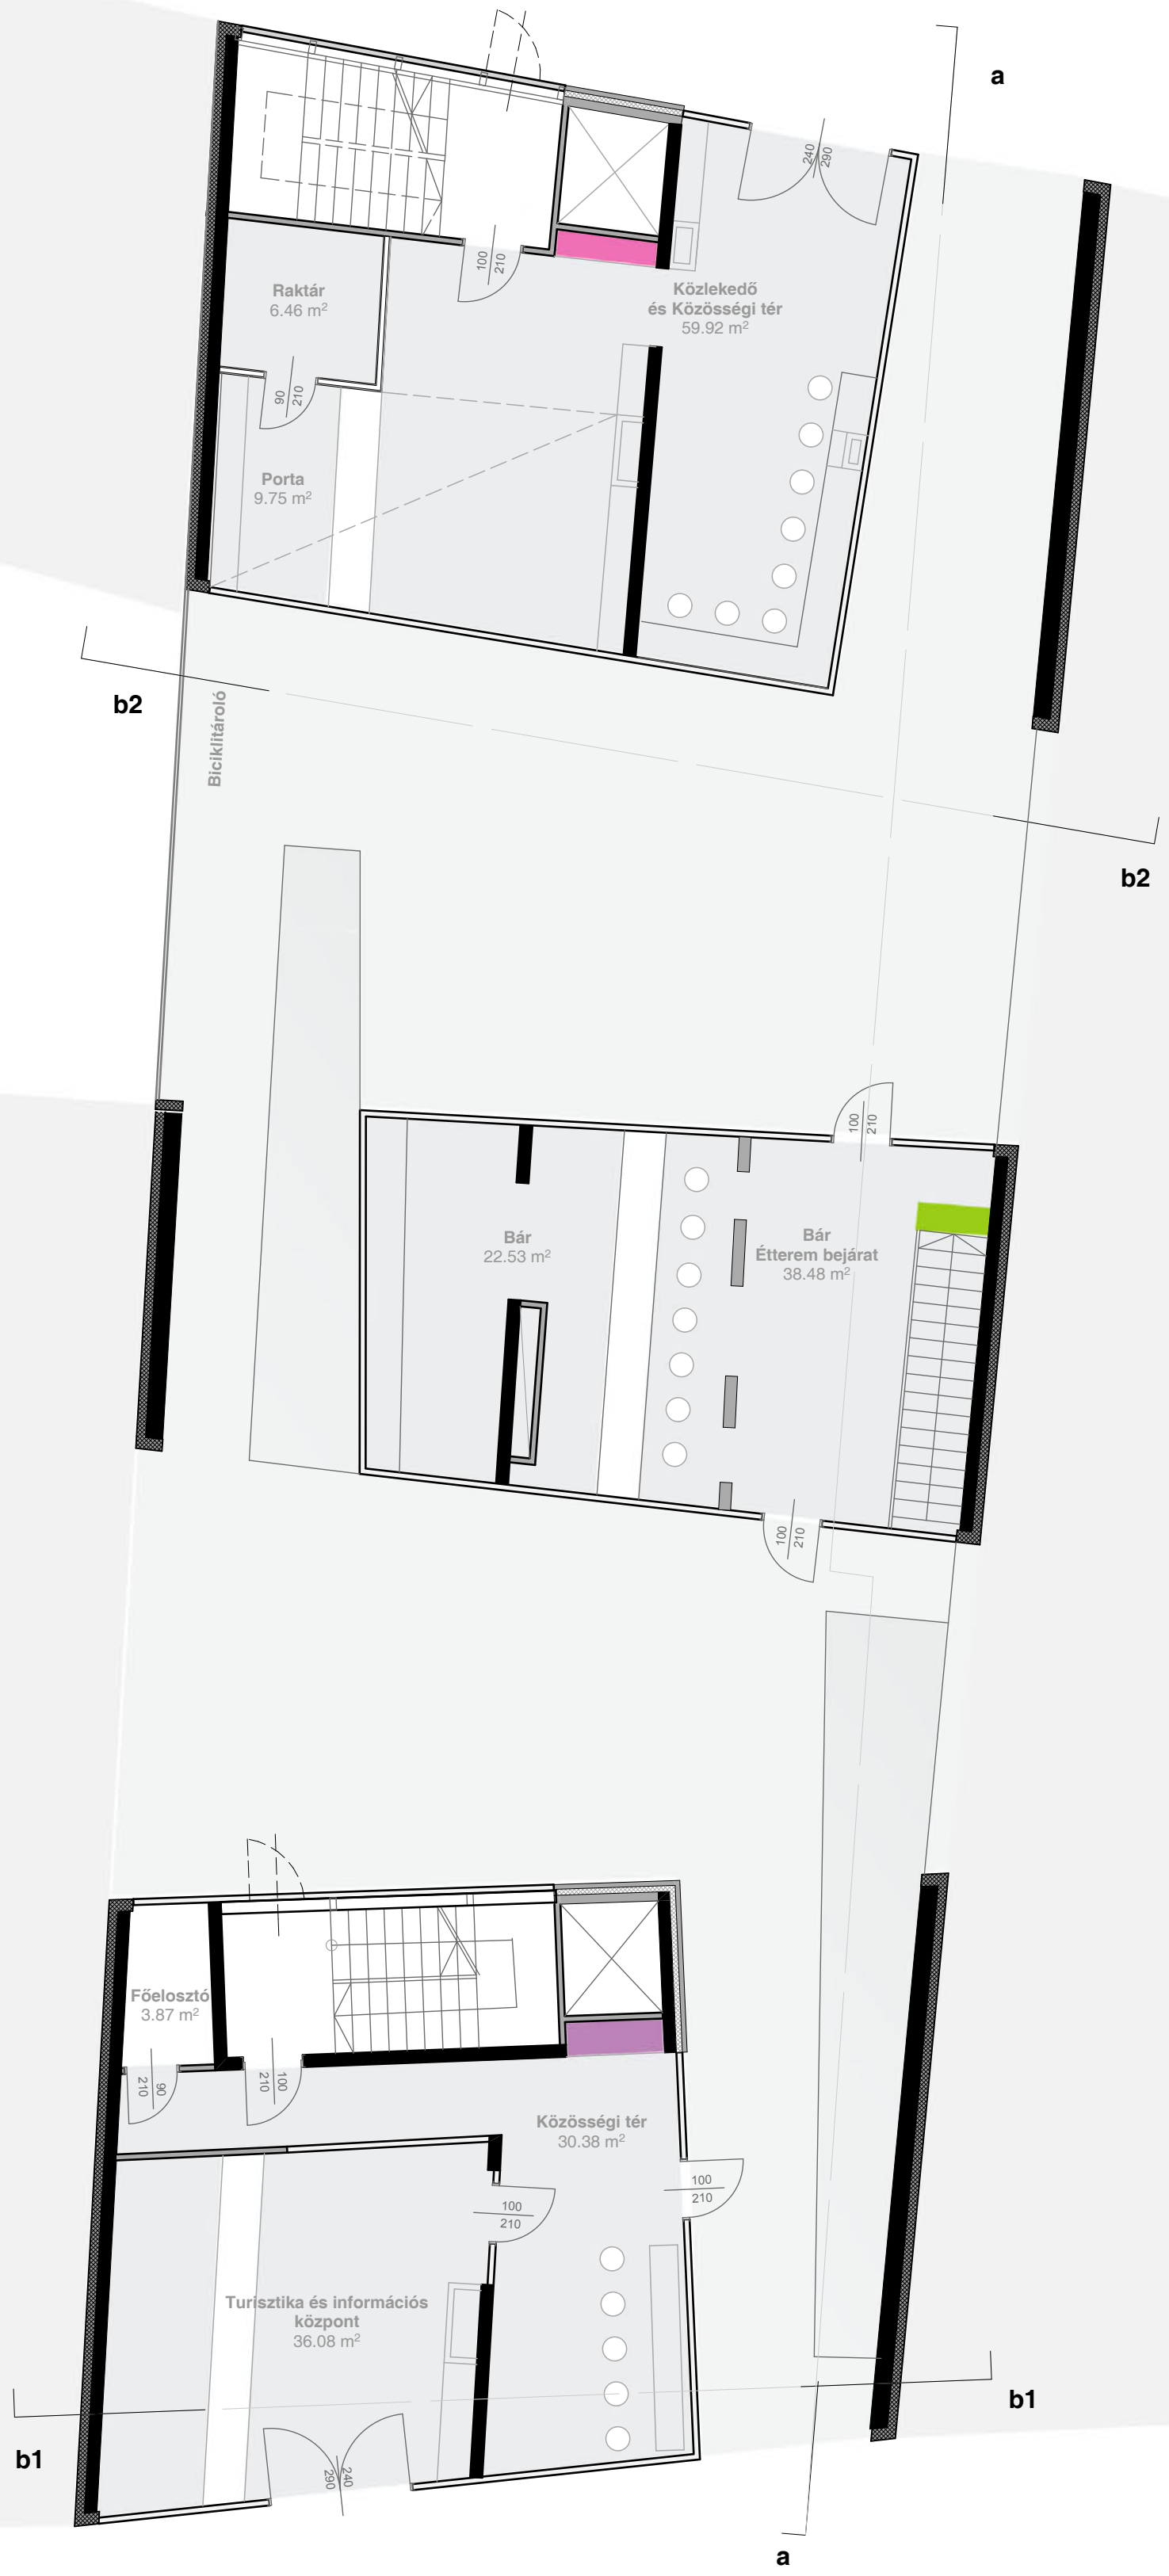 a
240
290
100
210
Közlekedő
és Közösségi tér
59.92 m²
Raktár
6.46 m²
90
210
Porta
9.75 m²
b2
Biciklitároló
b2
100
210
Bár
22.53 m²
Bár
Étterem bejárat
38.48 m²
100
210
Főelosztó
3.87 m²
90
210
100
210
Közösségi tér
30.38 m²
100
210
100
210
Turisztika és információs
központ
36.08 m²
b1
b1
240
290
a